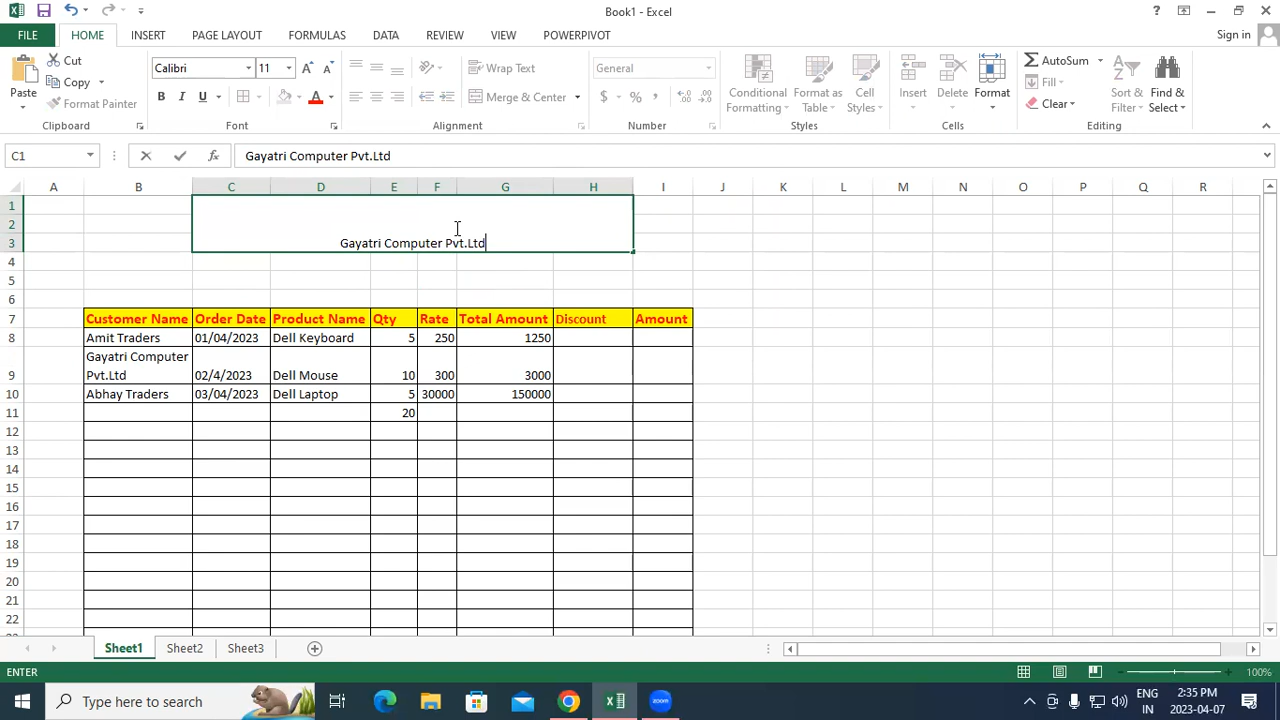 Book1 - Excel
FILE HOME INSERT PAGE LAYOUT FORMULAS DATA REVIEW VIEW POWERPIVOT Sign in
Cut
Copy
Format Painter
Paste
Clipboard
Calibri 11
B I U A
Font
Wrap Text
Merge & Center
Alignment
General
$ % ,
Number
Conditional Formatting
Format as Table
Cell Styles
Styles
Insert Delete Format
Cells
AutoSum
Fill
Clear
Sort & Filter
Find & Select
Editing
C1 fx Gayatri Computer Pvt.Ltd
A B C D E F G H I J K L M N O P Q R
1
2
3 Gayatri Computer Pvt.Ltd
4
5
6
7 Customer Name Order Date Product Name Qty Rate Total Amount Discount Amount
8 Amit Traders 01/04/2023 Dell Keyboard 5 250 1250
Gayatri Computer
9 Pvt.Ltd 02/4/2023 Dell Mouse 10 300 3000
10 Abhay Traders 03/04/2023 Dell Laptop 5 30000 150000
11 20
12
13
14
15
16
17
18
19
20
21
22
Sheet1 Sheet2 Sheet3
ENTER 100%
Type here to search
zoom
ENG
IN
2:35 PM
2023-04-07